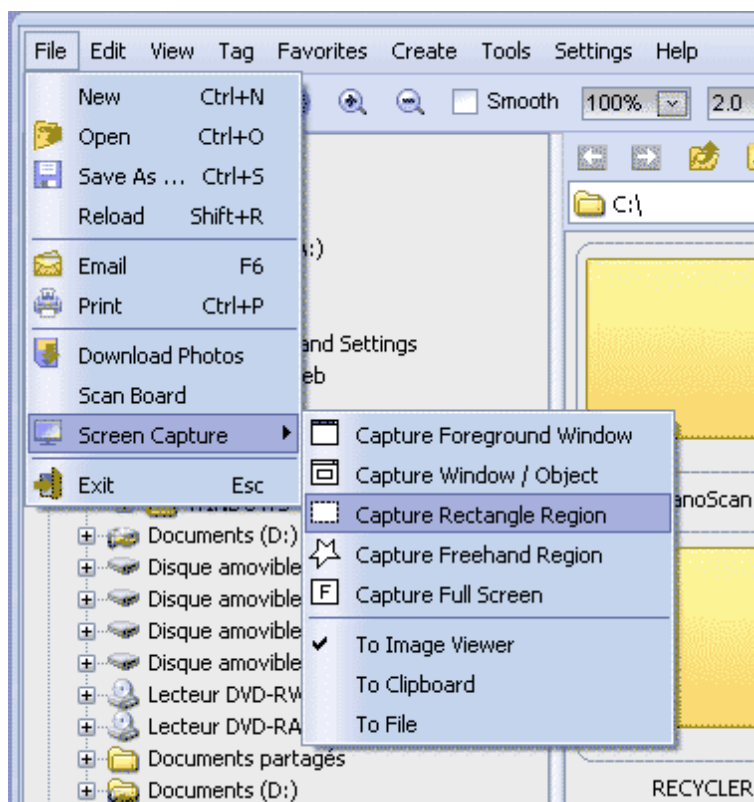 File Edit View Tag Favorites Create Tools Settings Help
Smooth 100% 2.0
New Ctrl+N
Open Ctrl+O
Save As ... Ctrl+S
Reload Shift+R
Email F6
Print Ctrl+P
Download Photos
Scan Board
Screen Capture
Exit Esc
Capture Foreground Window
Capture Window / Object
Capture Rectangle Region
Capture Freehand Region
Capture Full Screen
To Image Viewer
To Clipboard
To File
C:\
:)
and Settings
eb
Documents (D:)
Disque amovible
Disque amovible
Disque amovible
Disque amovible
Lecteur DVD-RW
Lecteur DVD-RA
Documents partagés
Documents (D:)
anoScan
RECYCLER